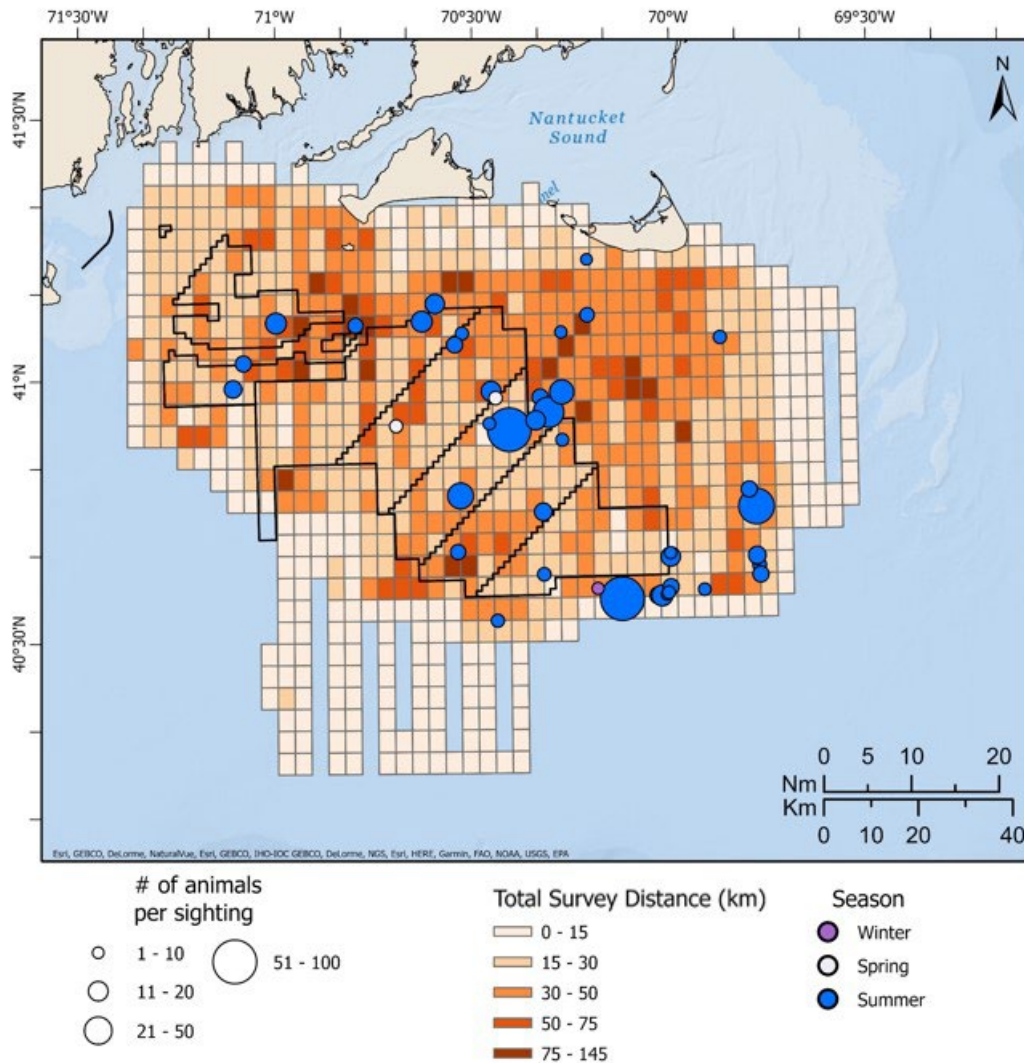 71°30'W 71°W 70°30'W 70°W 69°30'W
N
41°30'N
Nantucket
Sound
nel
41°N
40°30'N
0 5 10 20
Nm
Km
0 10 20 40
Esri, GEBCO, DeLorme, NaturalVue, Esri, GEBCO, IHO-IOC GEBCO, DeLorme, NGS, Esri, HERE, Garmin, FAO, NOAA, USGS, EPA
# of animals
per sighting
1 - 10
11 - 20
21 - 50
51 - 100
Total Survey Distance (km)
0 - 15
15 - 30
30 - 50
50 - 75
75 - 145
Season
Winter
Spring
Summer